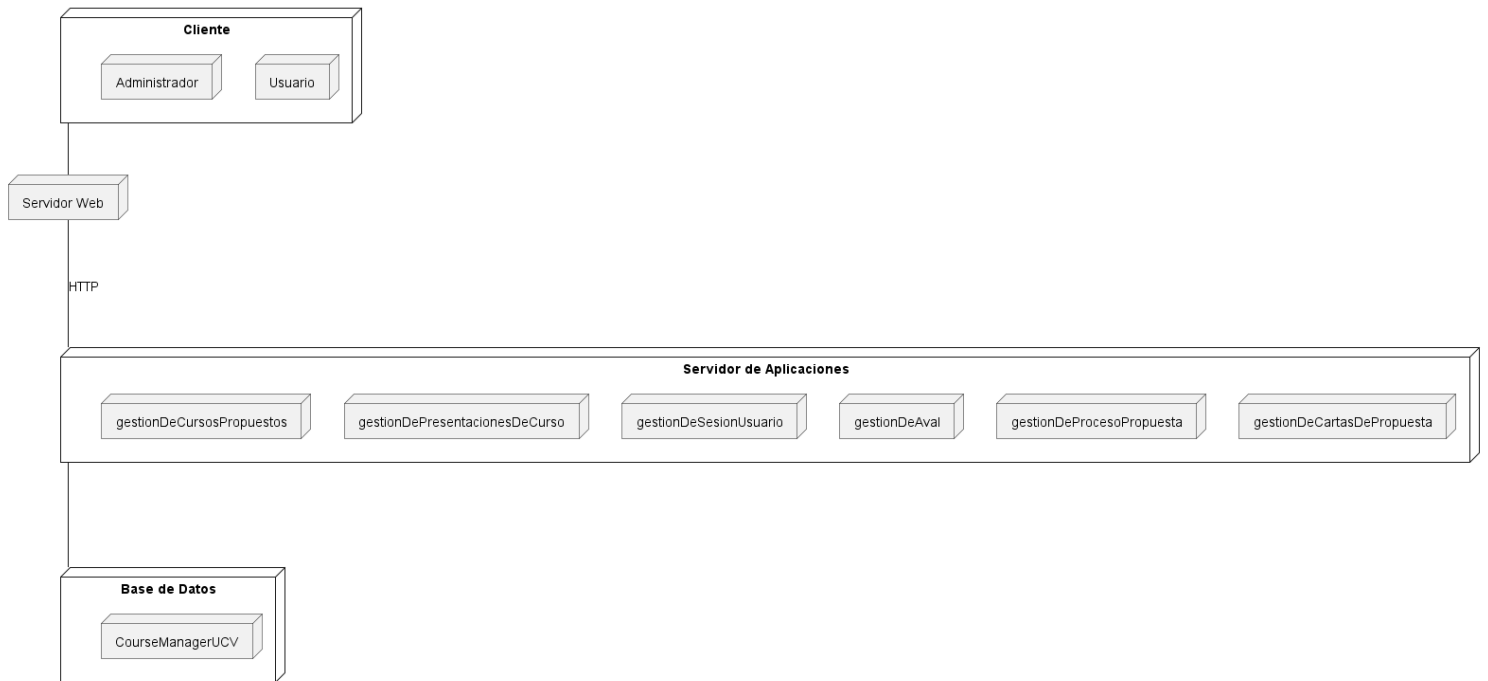 Cliente
Administrador
Usuario
Servidor Web
HTTP
Servidor de Aplicaciones
gestionDeCursosPropuestos
gestionDePresentacionesDeCurso
gestionDeSesionUsuario
gestionDeAval
gestionDeProcesoPropuesta
gestionDeCartasDePropuesta
Base de Datos
CourseManagerUCV